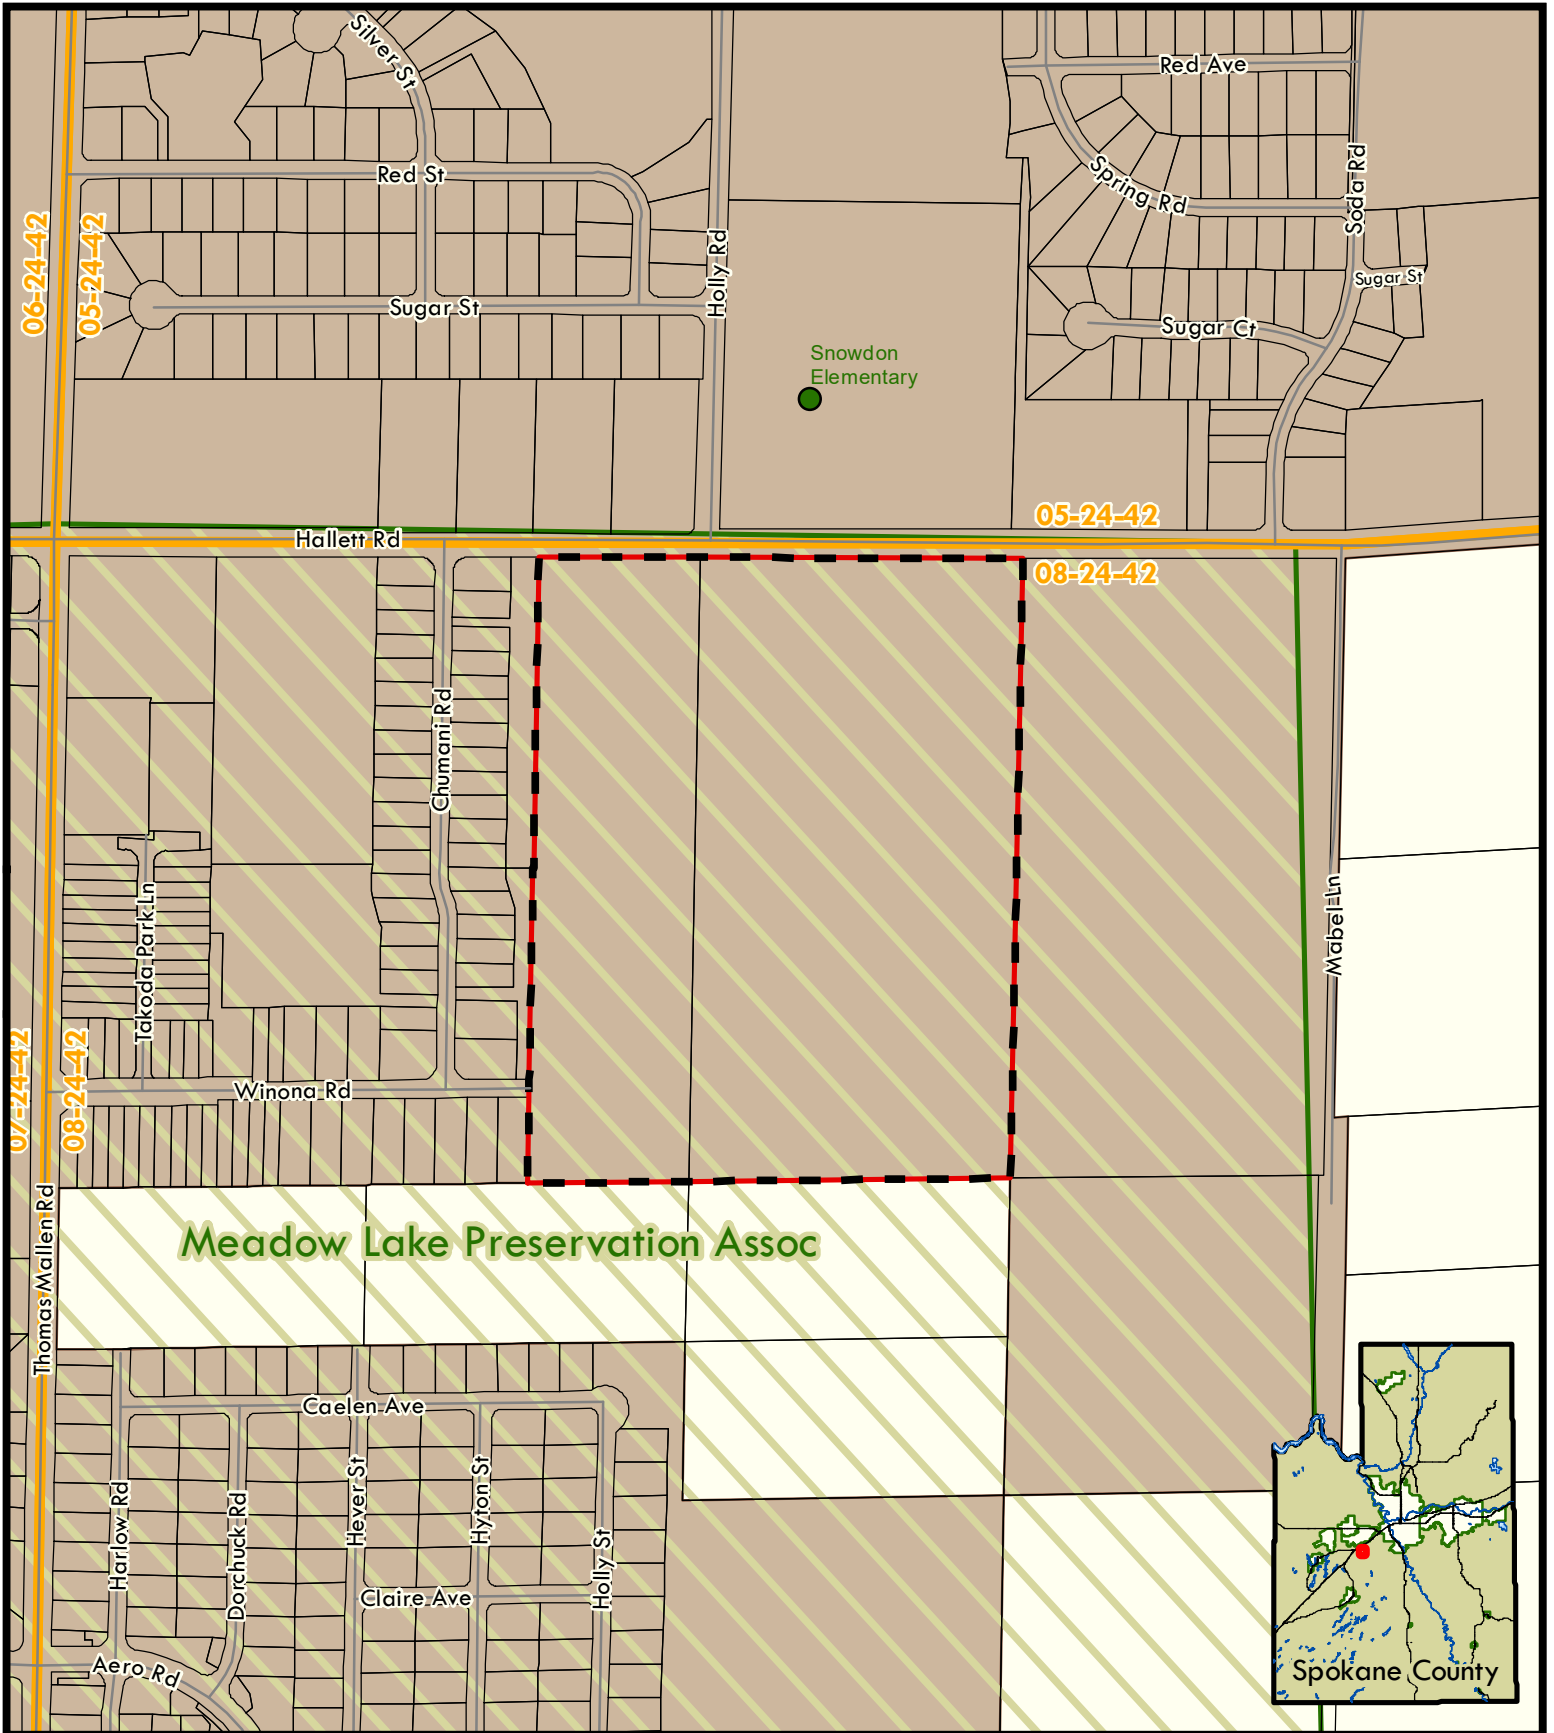 Silver St
Red Ave
Red St
Spring Rd
Soda Rd
06-24-42
05-24-42
Holly Rd
Sugar St
Sugar St
Sugar Ct
Snowdon
Elementary
05-24-42
Hallett Rd
08-24-42
Chumani Rd
Takoda Park Ln
Mabel Ln
07-24-42
08-24-42
Winona Rd
Thomas Mallen Rd
Meadow Lake Preservation Assoc
Caelen Ave
Harlow Rd
Dorchuck Rd
Hever St
Hyton St
Holly St
Claire Ave
Aero Rd
Spokane County